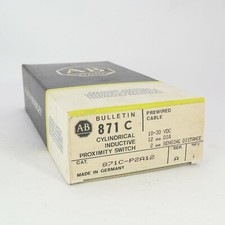 AB
BULLETIN
871 C
CYLINDRICAL
INDUCTIVE
PROXIMITY SWITCH
PREWIRED
CABLE
10-30 VDC
12 mm DIA
2 mm SENSING DISTANCE
CAT. 871C-P2A12
SER. A
MADE IN GERMANY